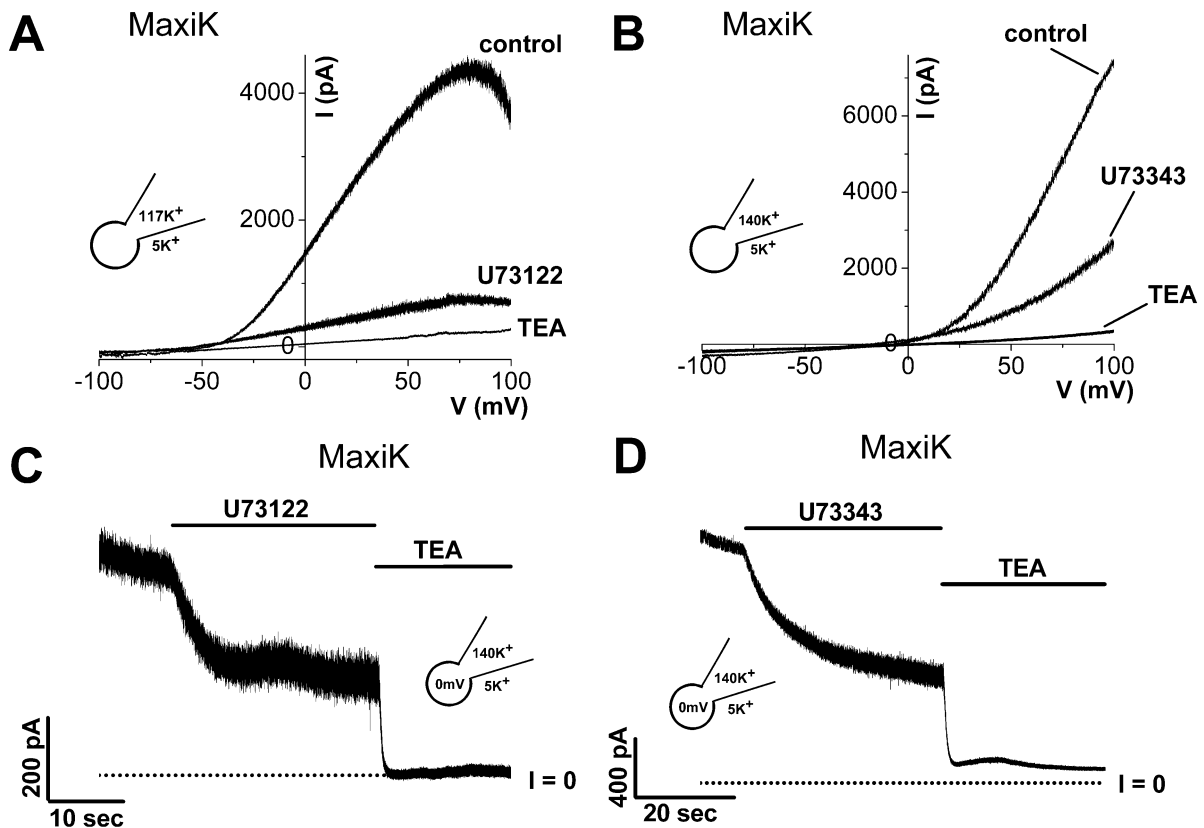 A
MaxiK
control
I (pA)
4000
2000
0
117K+
5K+
U73122
TEA
-100
-50
0
50
100
V (mV)
B
MaxiK
control
I (pA)
6000
4000
2000
0
140K+
5K+
U73343
TEA
-100
-50
0
50
100
V (mV)
C
MaxiK
U73122
TEA
140K+
0mV
5K+
200 pA
10 sec
I = 0
D
MaxiK
U73343
TEA
140K+
0mV
5K+
400 pA
20 sec
I = 0